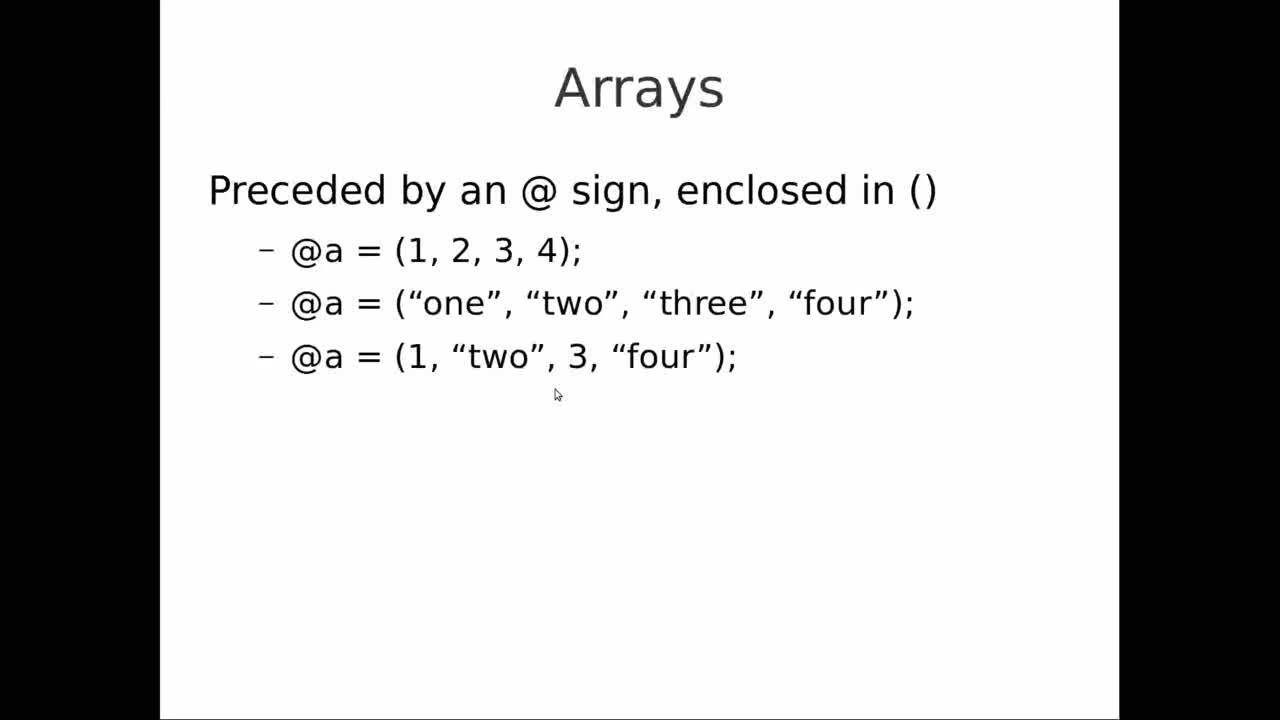 Arrays
Preceded by an @ sign, enclosed in ()
– @a = (1, 2, 3, 4);
– @a = (“one”, “two”, “three”, “four”);
– @a = (1, “two”, 3, “four”);